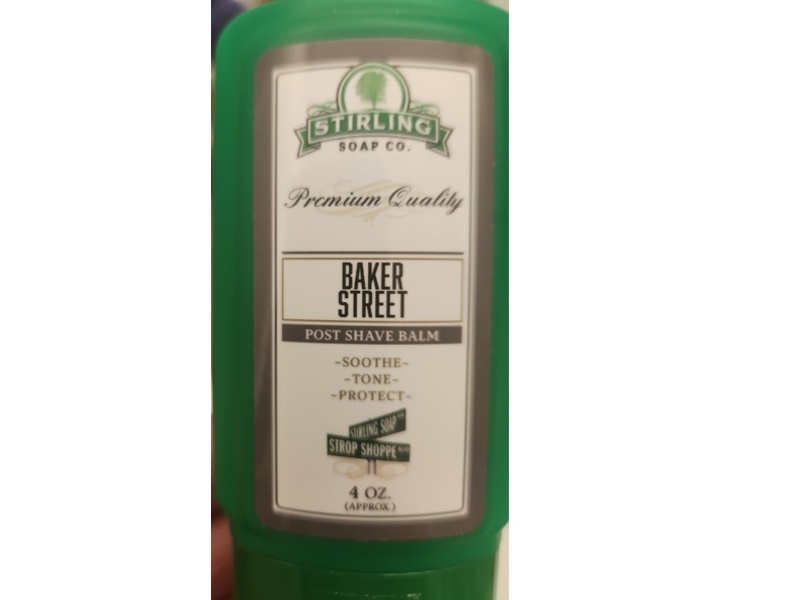 STIRLING
SOAP CO.
Premium Quality
BAKER
STREET
POST SHAVE BALM
~SOOTHE~
~TONE~
~PROTECT~
STIRLING SOAP
STROP SHOPPE
4 OZ.
(APPROX.)